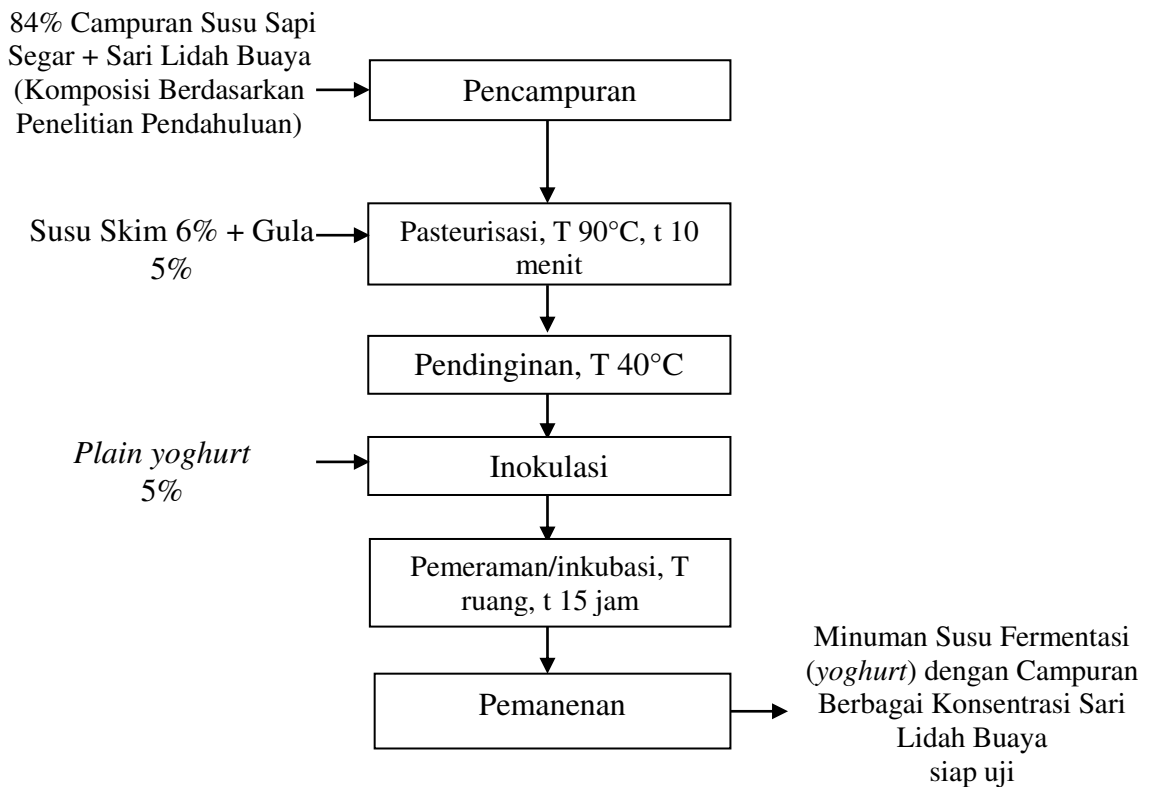 84% Campuran Susu Sapi
Segar + Sari Lidah Buaya
(Komposisi Berdasarkan
Penelitian Pendahuluan)
Pencampuran
Susu Skim 6% + Gula
5%
Pasteurisasi, T 90°C, t 10
menit
Pendinginan, T 40°C
Plain yoghurt
5%
Inokulasi
Pemeraman/inkubasi, T
ruang, t 15 jam
Pemanenan
Minuman Susu Fermentasi
(yoghurt) dengan Campuran
Berbagai Konsentrasi Sari
Lidah Buaya
siap uji